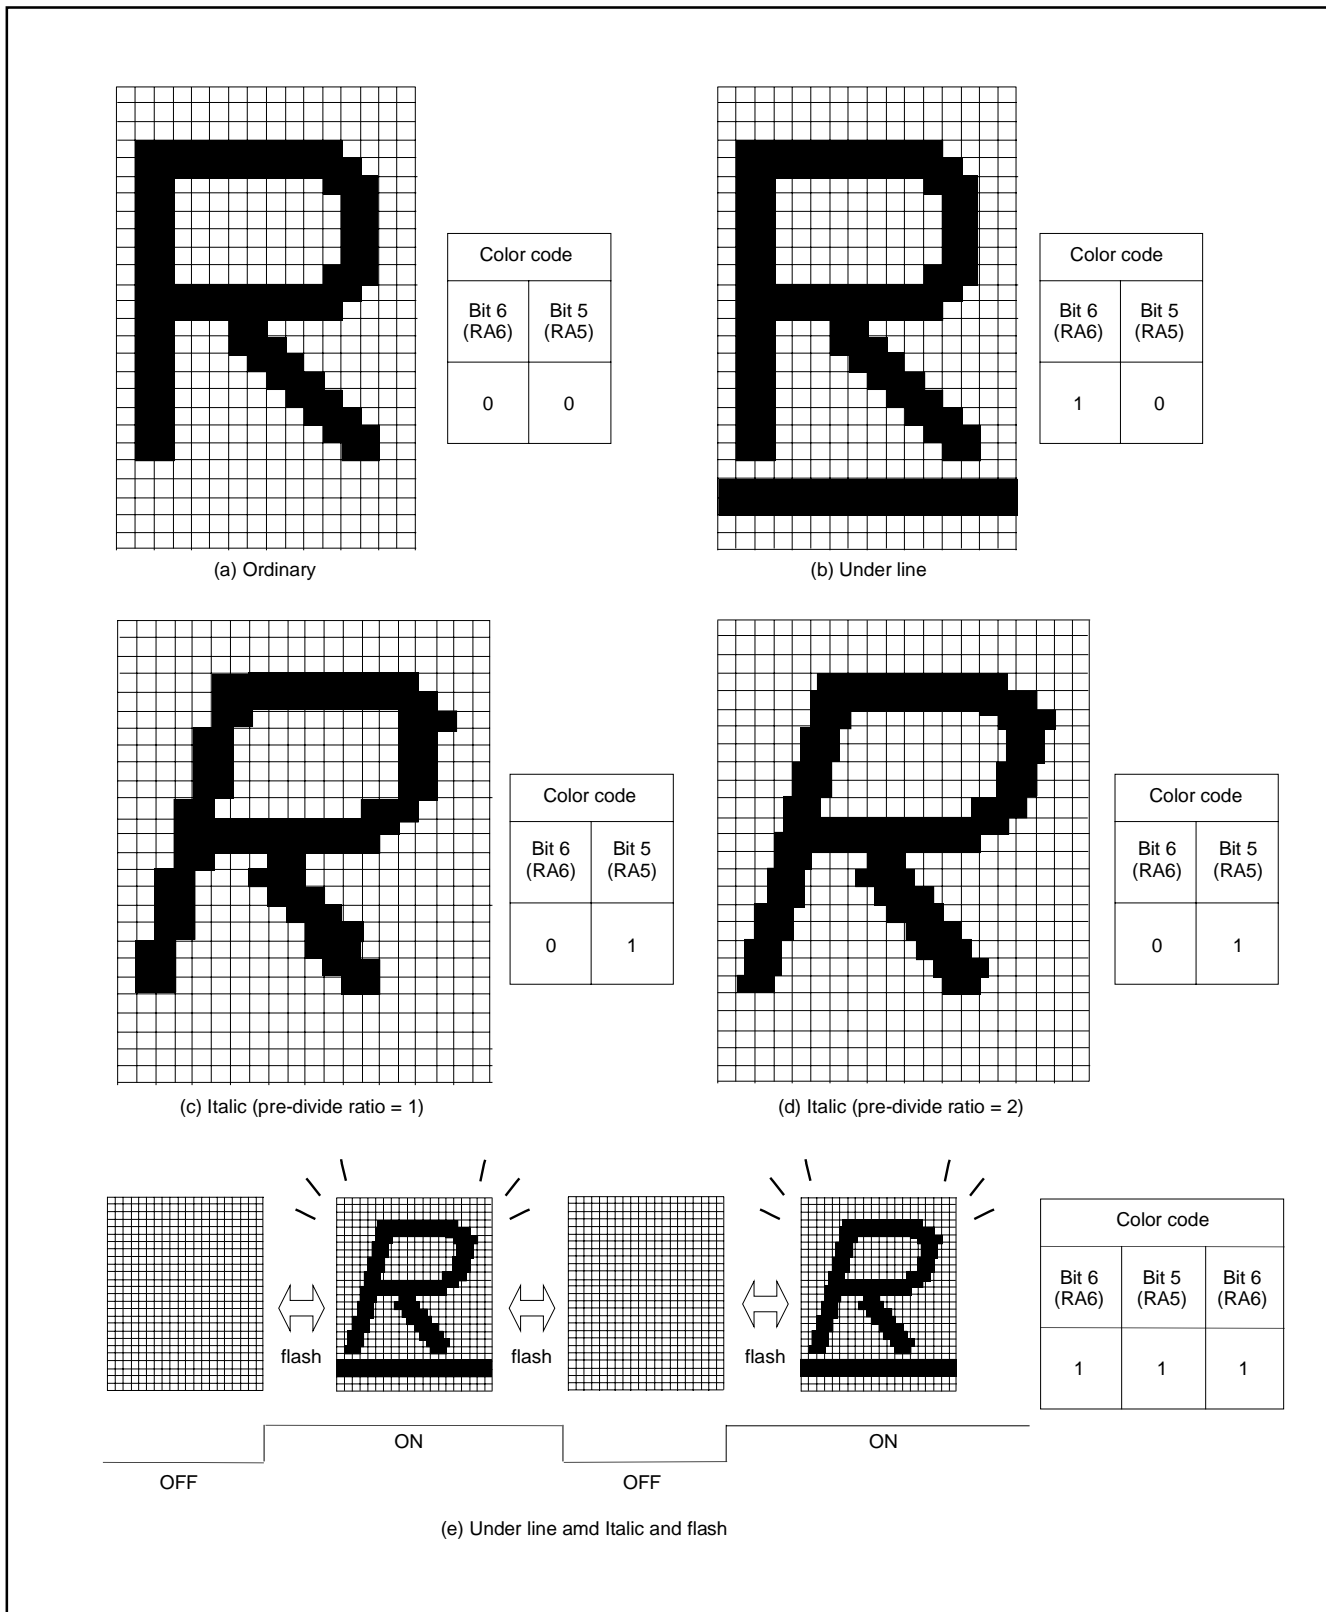 Color code
Bit 6 (RA6) Bit 5 (RA5)
0 0
(a) Ordinary
Color code
Bit 6 (RA6) Bit 5 (RA5)
1 0
(b) Under line
Color code
Bit 6 (RA6) Bit 5 (RA5)
0 1
(c) Italic (pre-divide ratio = 1)
Color code
Bit 6 (RA6) Bit 5 (RA5)
0 1
(d) Italic (pre-divide ratio = 2)
flash flash flash
Color code
Bit 6 (RA6) Bit 5 (RA5) Bit 6 (RA6)
1 1 1
OFF ON OFF ON
(e) Under line amd Italic and flash